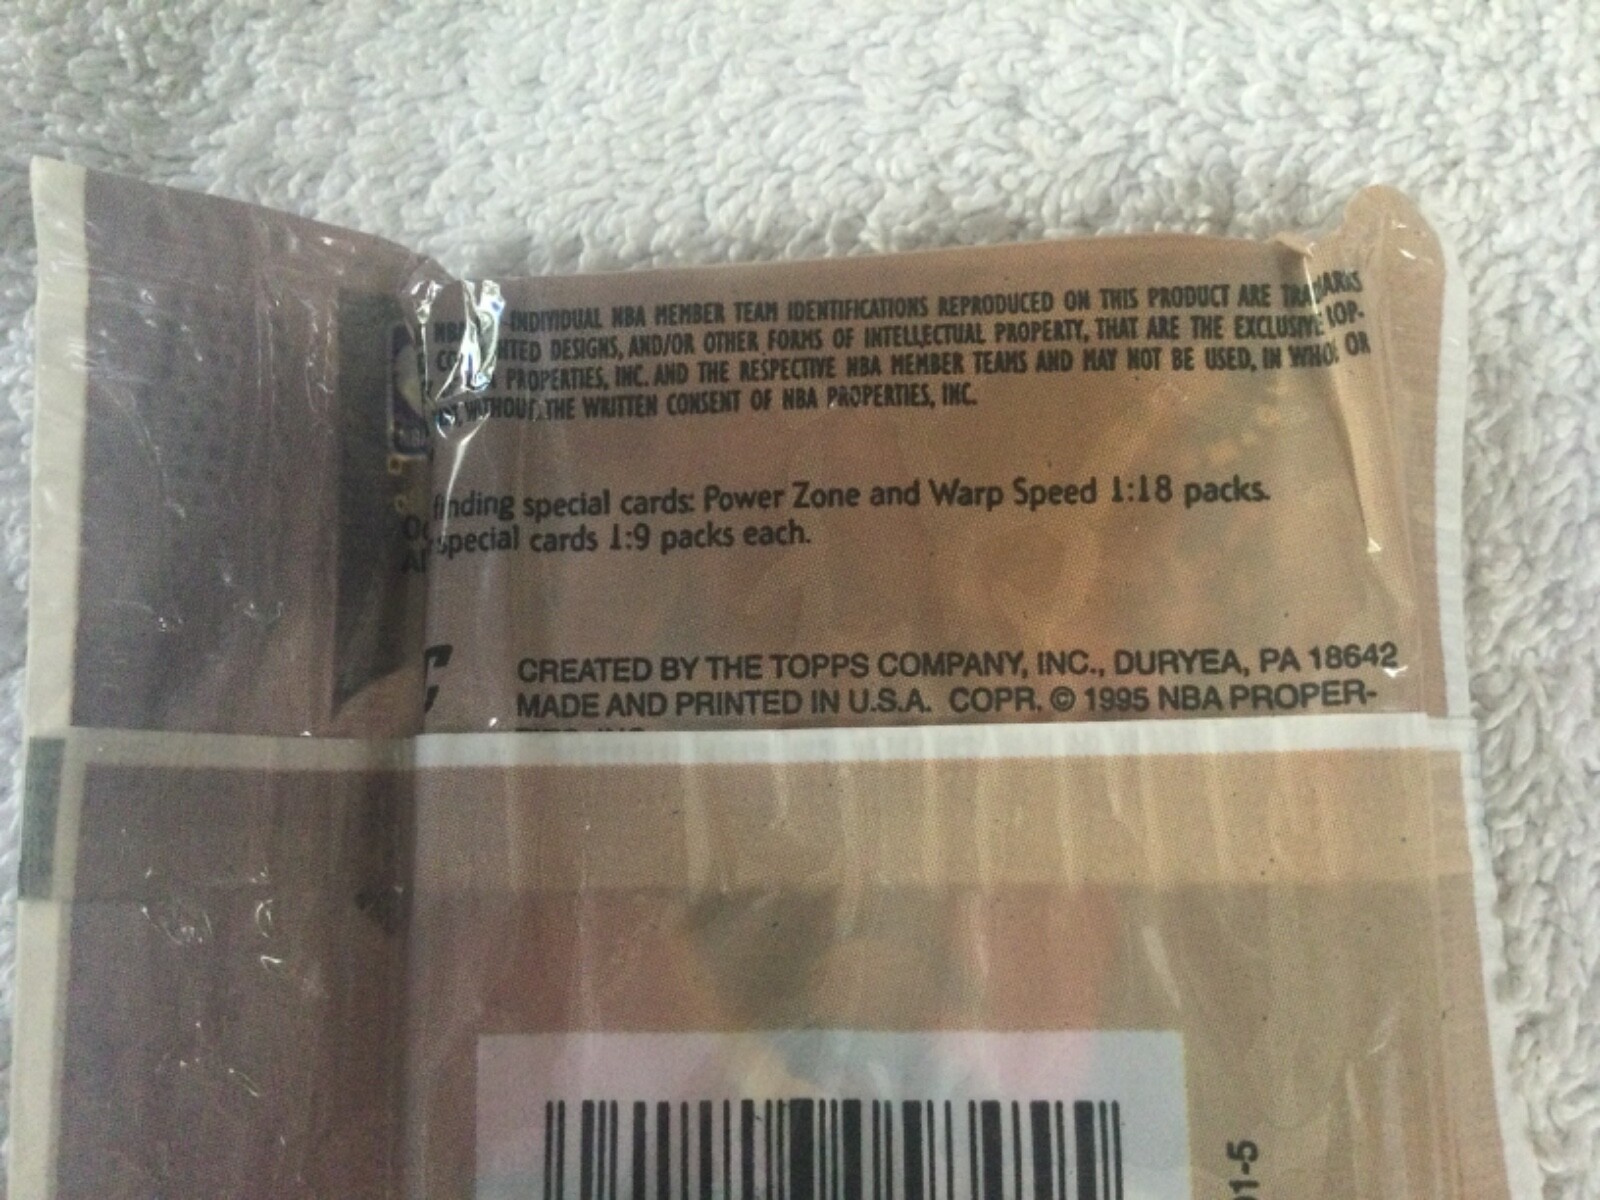 INDIVIDUAL NBA MEMBER TEAM IDENTIFICATIONS REPRODUCED ON THIS PRODUCT ARE
DESIGNS, AND/OR OTHER FORMS OF INTELLECTUAL PROPERTY, THAT ARE THE EXCLUSIVE
PROPERTIES, INC. AND THE RESPECTIVE NBA MEMBER TEAMS AND MAY NOT BE USED, IN OR
WITHOUT THE WRITTEN CONSENT OF NBA PROPERTIES, INC.
finding special cards: Power Zone and Warp Speed 1:18 packs.
special cards 1:9 packs each.
CREATED BY THE TOPPS COMPANY, INC., DURYEA, PA 18642
MADE AND PRINTED IN U.S.A. COPR. © 1995 NBA PROPER-